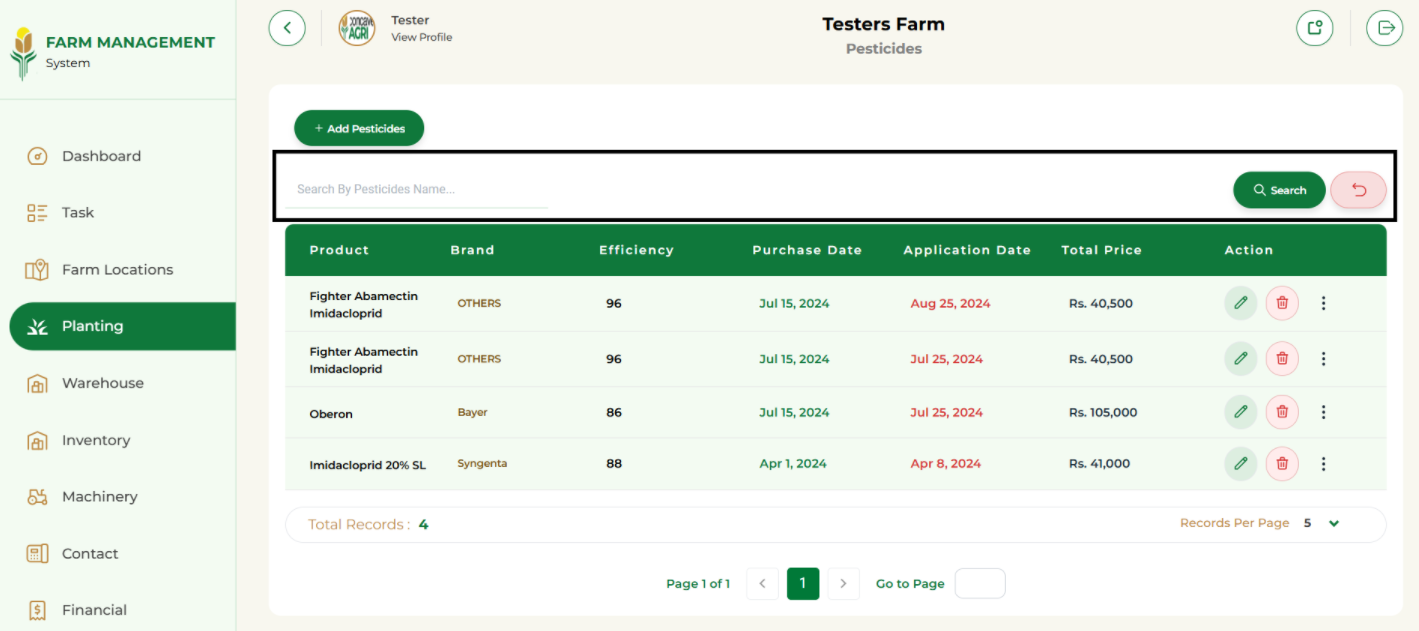 FARM MANAGEMENT
System
Dashboard
Task
Farm Locations
Planting
Warehouse
Inventory
Machinery
Contact
Financial
concave
AGRI
Tester
View Profile
Testers Farm
Pesticides
+ Add Pesticides
Search By Pesticides Name...
Search
Product Brand Efficiency Purchase Date Application Date Total Price Action
Fighter Abamectin
Imidacloprid OTHERS 96 Jul 15, 2024 Aug 25, 2024 Rs. 40,500
Fighter Abamectin
Imidacloprid OTHERS 96 Jul 15, 2024 Jul 25, 2024 Rs. 40,500
Oberon Bayer 86 Jul 15, 2024 Jul 25, 2024 Rs. 105,000
Imidacloprid 20% SL Syngenta 88 Apr 1, 2024 Apr 8, 2024 Rs. 41,000
Total Records : 4 Records Per Page 5
Page 1 of 1 < 1 > Go to Page